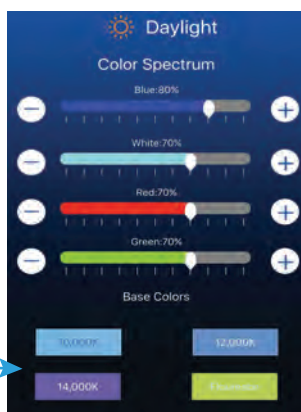 Daylight
Color Spectrum
Blue:80%
White:70%
Red:70%
Green:70%
Base Colors
10,000K
12,000K
14,000K